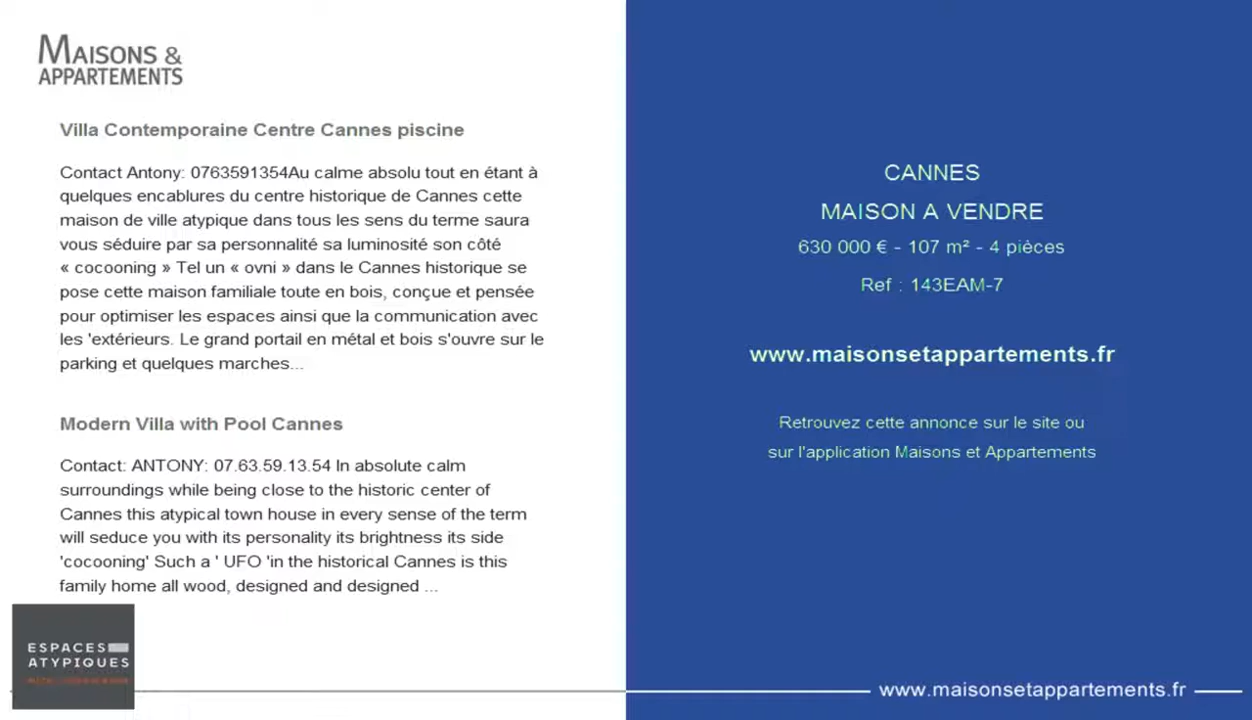 MAISONS &
APPARTEMENTS
Villa Contemporaine Centre Cannes piscine
Contact Antony: 0763591354Au calme absolu tout en étant à
quelques encablures du centre historique de Cannes cette
maison de ville atypique dans tous les sens du terme saura
vous séduire par sa personnalité sa luminosité son côté
« cocooning » Tel un « ovni » dans le Cannes historique se
pose cette maison familiale toute en bois, conçue et pensée
pour optimiser les espaces ainsi que la communication avec
les 'extérieurs. Le grand portail en métal et bois s'ouvre sur le
parking et quelques marches...
Modern Villa with Pool Cannes
Contact: ANTONY: 07.63.59.13.54 In absolute calm
surroundings while being close to the historic center of
Cannes this atypical town house in every sense of the term
will seduce you with its personality its brightness its side
'cocooning' Such a ' UFO 'in the historical Cannes is this
family home all wood, designed and designed ...
ESPACES
ATYPIQUES
CANNES
MAISON A VENDRE
630 000 € - 107 m² - 4 pièces
Ref : 143EAM-7
www.maisonsetappartements.fr
Retrouvez cette annonce sur le site ou
sur l'application Maisons et Appartements
www.maisonsetappartements.fr